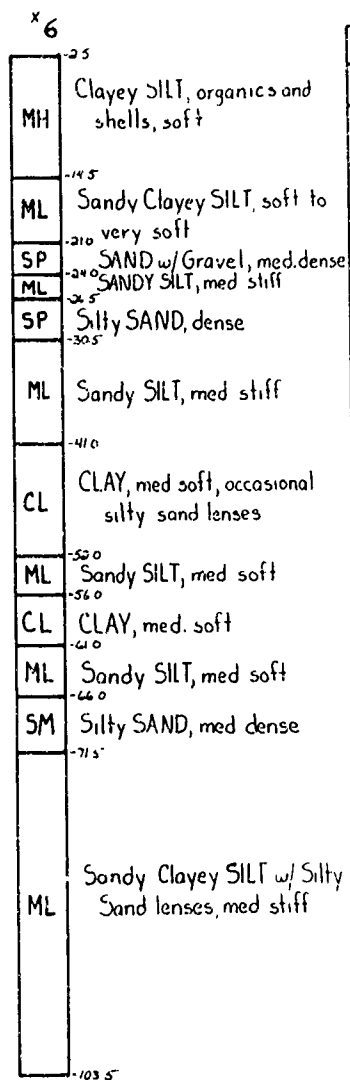 x6
-2.5
MH
Clayey SILT, organics and
shells, soft
-14.5
ML
Sandy Clayey SILT, soft to
very soft
-21.0
SP
SAND w/ Gravel, med. dense
-24.0
ML
SANDY SILT, med stiff
-26.5
SP
Silty SAND, dense
-30.5
ML
Sandy SILT, med stiff
-41.0
CL
CLAY, med soft, occasional
silty sand lenses
-52.0
ML
Sandy SILT, med soft
-56.0
CL
CLAY, med. soft
-61.0
ML
Sandy SILT, med soft
-66.0
SM
Silty SAND, med dense
-71.5
ML
Sandy Clayey SILT w/ Silty
Sand lenses, med stiff
-103.5